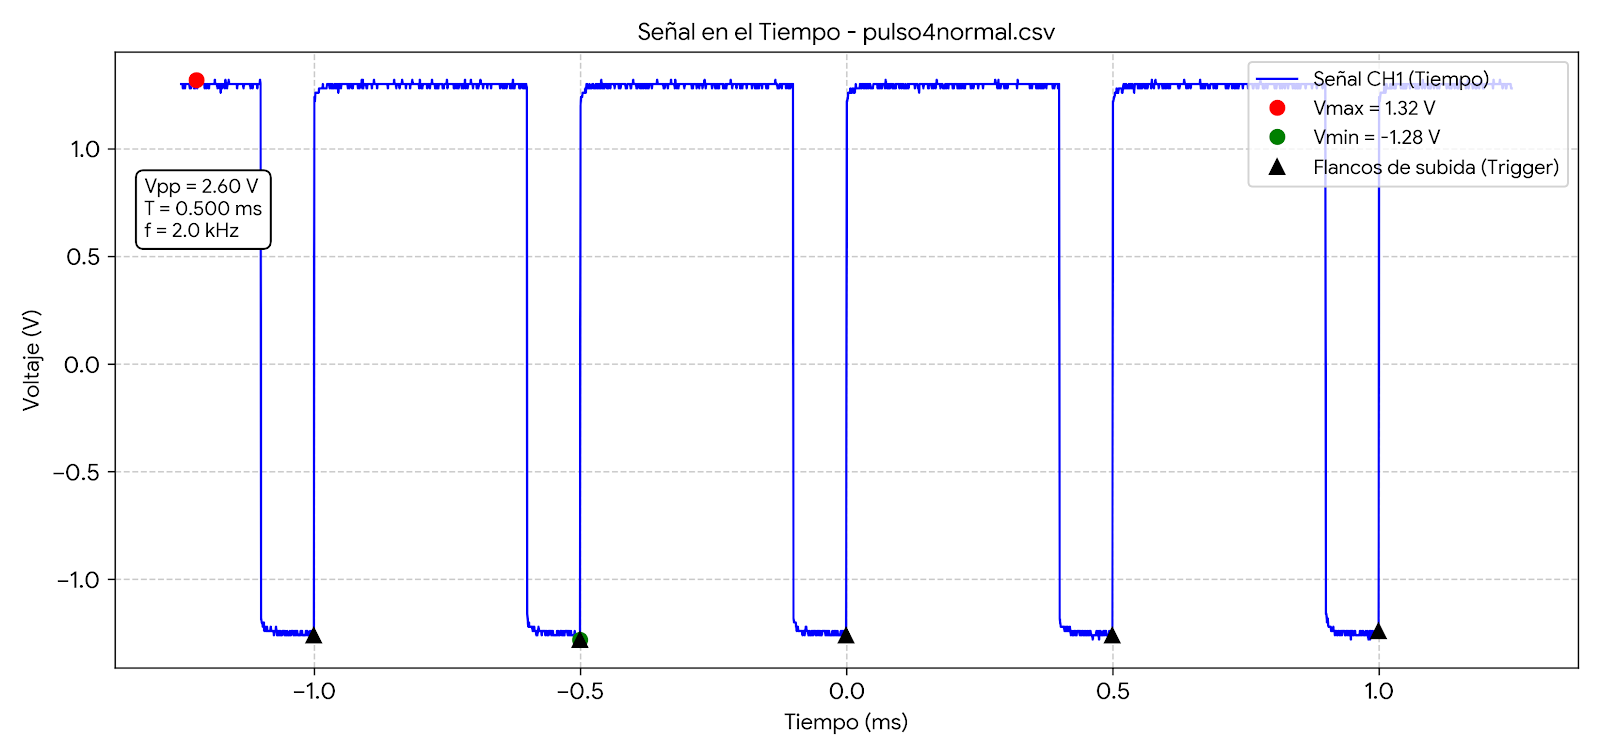 Señal en el Tiempo - pulso4normal.csv
Señal CH1 (Tiempo)
Vmax = 1.32 V
Vmin = -1.28 V
Flancos de subida (Trigger)
Vpp = 2.60 V
T = 0.500 ms
f = 2.0 kHz
Voltaje (V)
1.0
0.5
0.0
−0.5
−1.0
−1.0 −0.5 0.0 0.5 1.0
Tiempo (ms)